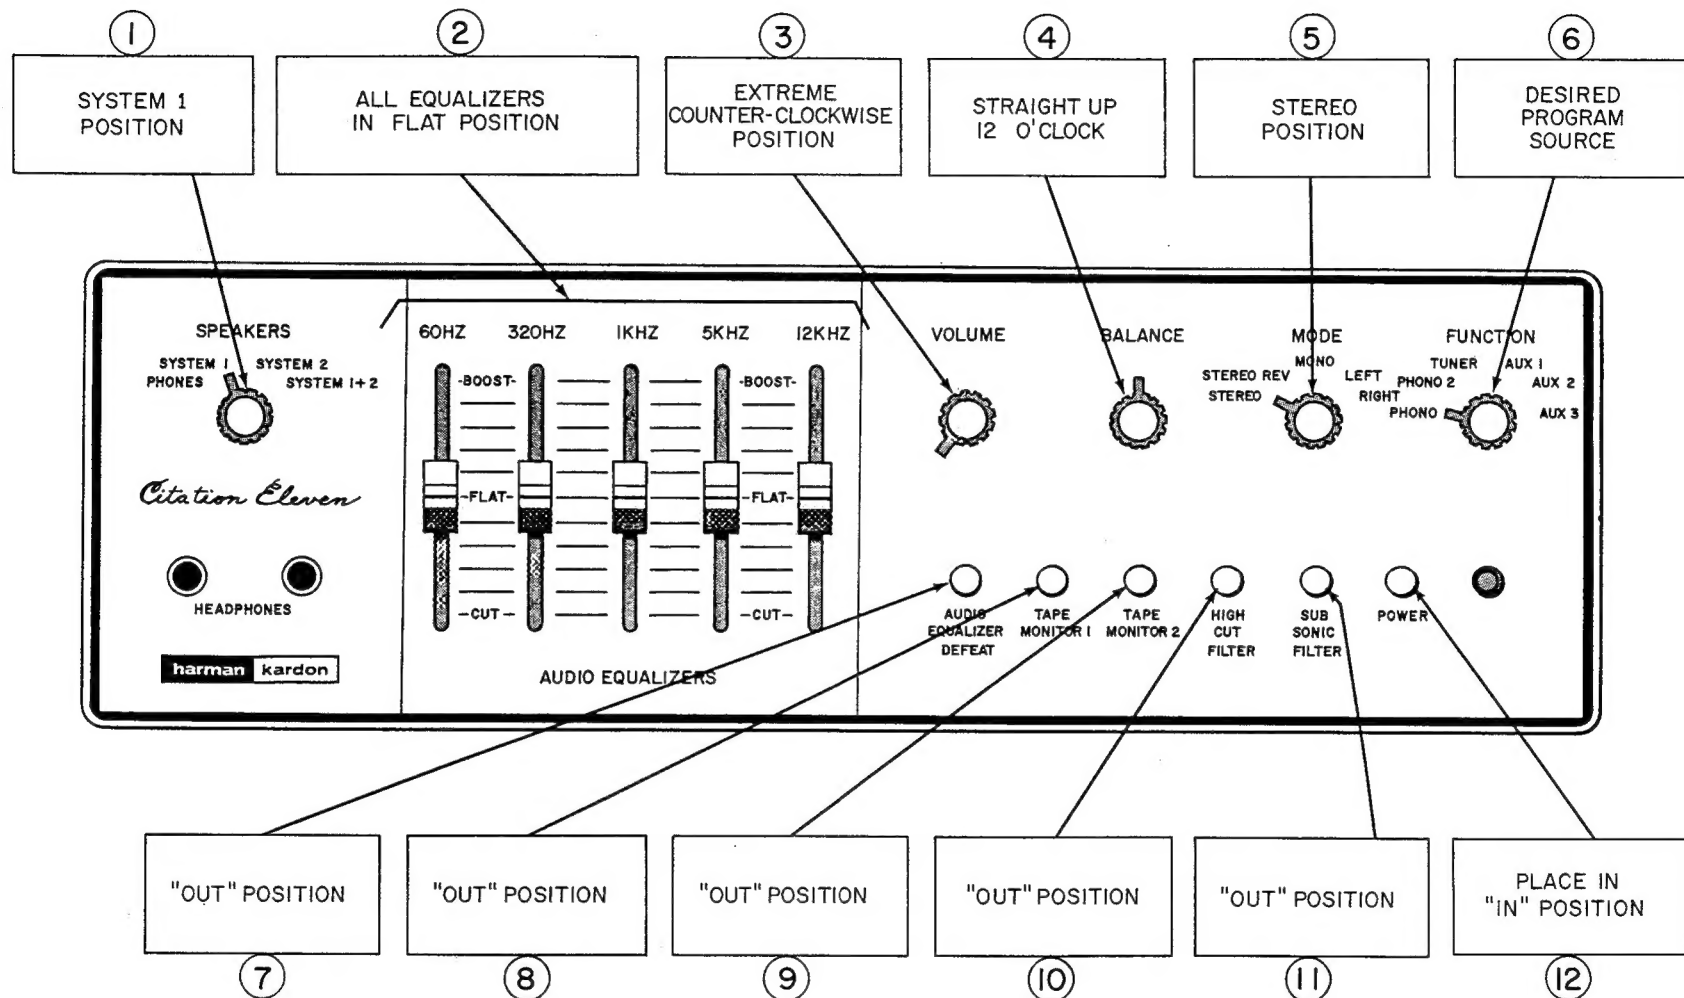 1
2
3
4
5
6
SYSTEM 1
POSITION
ALL EQUALIZERS
IN FLAT POSITION
EXTREME
COUNTER-CLOCKWISE
POSITION
STRAIGHT UP
12 O'CLOCK
STEREO
POSITION
DESIRED
PROGRAM
SOURCE
SPEAKERS
SYSTEM 1
SYSTEM 2
PHONES
SYSTEM 1+2
Citation Eleven
HEADPHONES
harman kardon
60HZ
320HZ
1KHZ
5KHZ
12KHZ
-BOOST-
-BOOST-
-FLAT-
-FLAT-
-CUT-
-CUT-
AUDIO EQUALIZERS
VOLUME
BALANCE
MODE
MONO
STEREO REV
LEFT
STEREO
RIGHT
FUNCTION
TUNER
AUX 1
PHONO 2
AUX 2
PHONO
AUX 3
AUDIO
EQUALIZER
DEFEAT
TAPE
MONITOR 1
TAPE
MONITOR 2
HIGH
CUT
FILTER
SUB
SONIC
FILTER
POWER
"OUT" POSITION
"OUT" POSITION
"OUT" POSITION
"OUT" POSITION
"OUT" POSITION
PLACE IN
"IN" POSITION
7
8
9
10
11
12